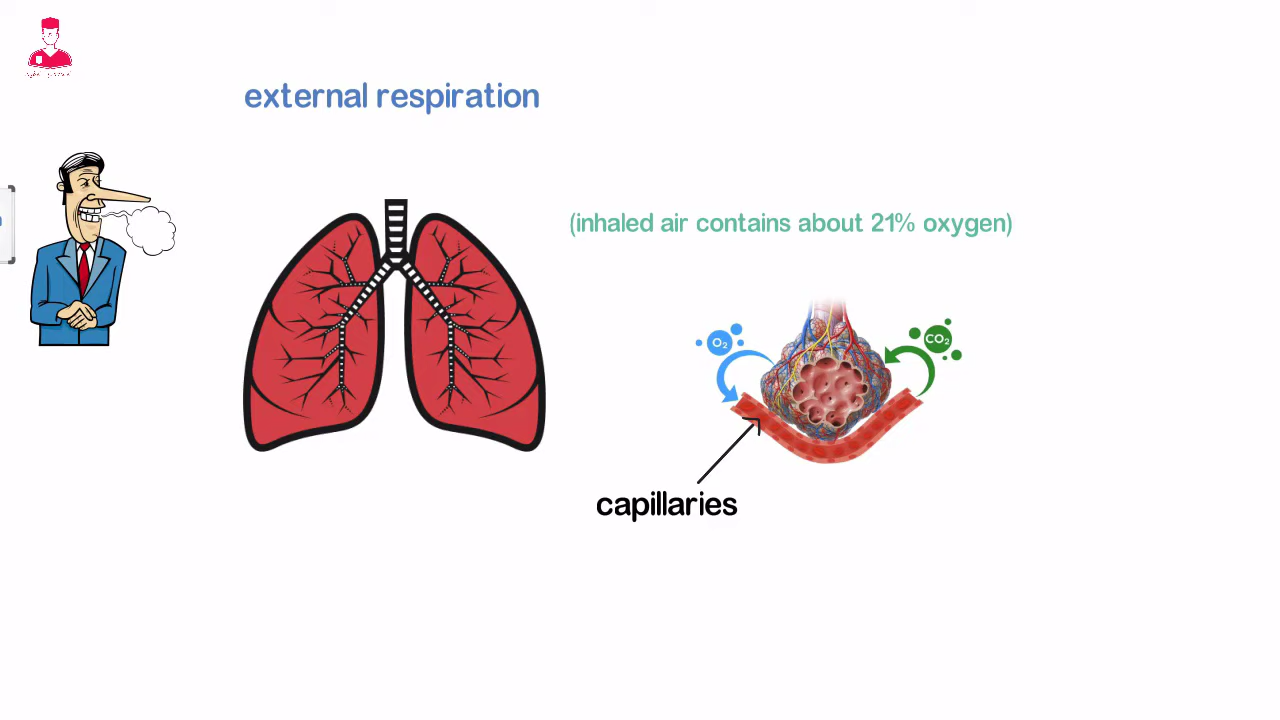 external respiration
(inhaled air contains about 21% oxygen)
O₂
CO₂
capillaries